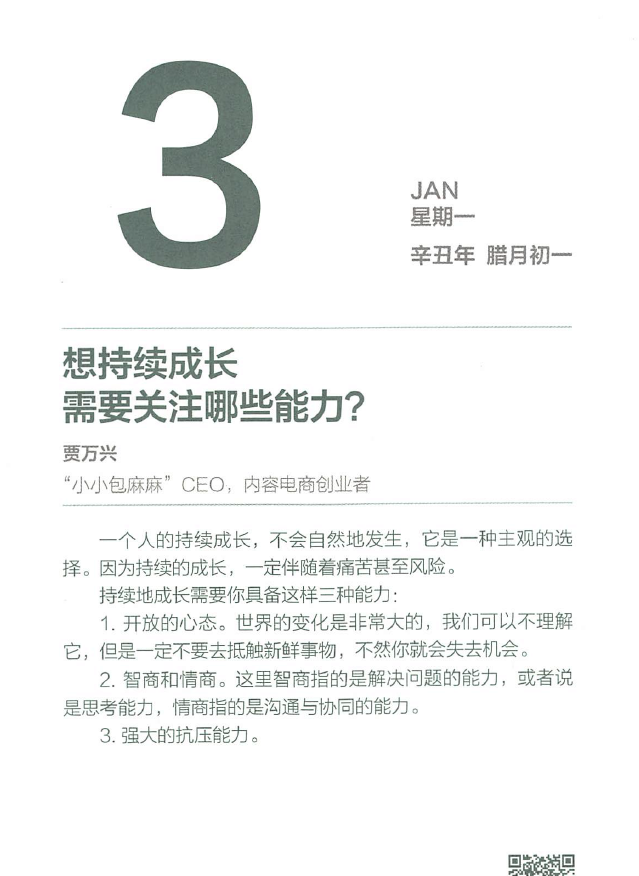 3
JAN
星期一
辛丑年 腊月初一
想持续成长
需要关注哪些能力？
贾万兴
“小小包麻麻”CEO，内容电商创业者
一个人的持续成长，不会自然地发生，它是一种主观的选
择。因为持续的成长，一定伴随着痛苦甚至风险。
持续地成长需要你具备这样三种能力：
1. 开放的心态。世界的变化是非常大的，我们可以不理解
它，但是一定不要去抵触新鲜事物，不然你就会失去机会。
2. 智商和情商。这里智商指的是解决问题的能力，或者说
是思考能力，情商指的是沟通与协同的能力。
3. 强大的抗压能力。